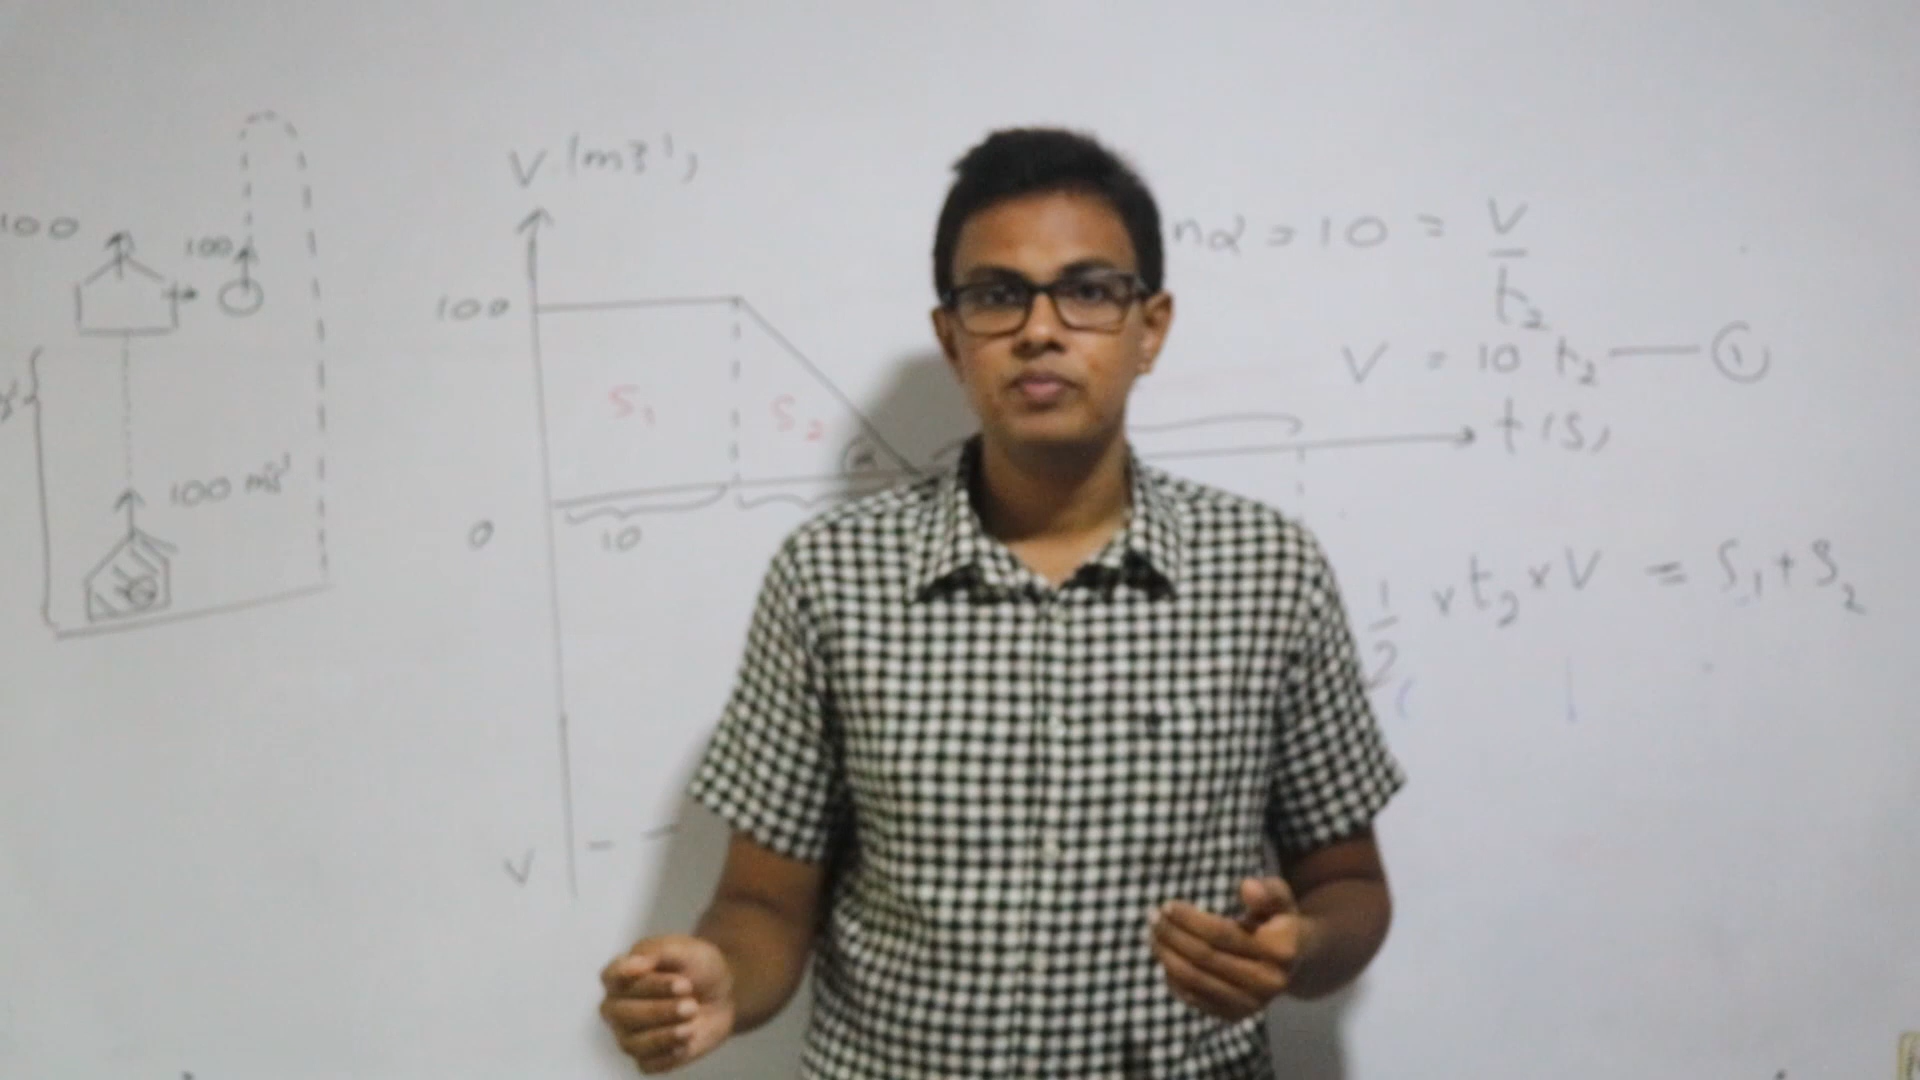 100
100
100 ms⁻¹
V (ms⁻¹)
100
S₁
S₂
α
10
0
V
t (s)
nα = 10 = V/t₂
V = 10 t₂ —— ①
1/2 × t₂ × V = S₁ + S₂